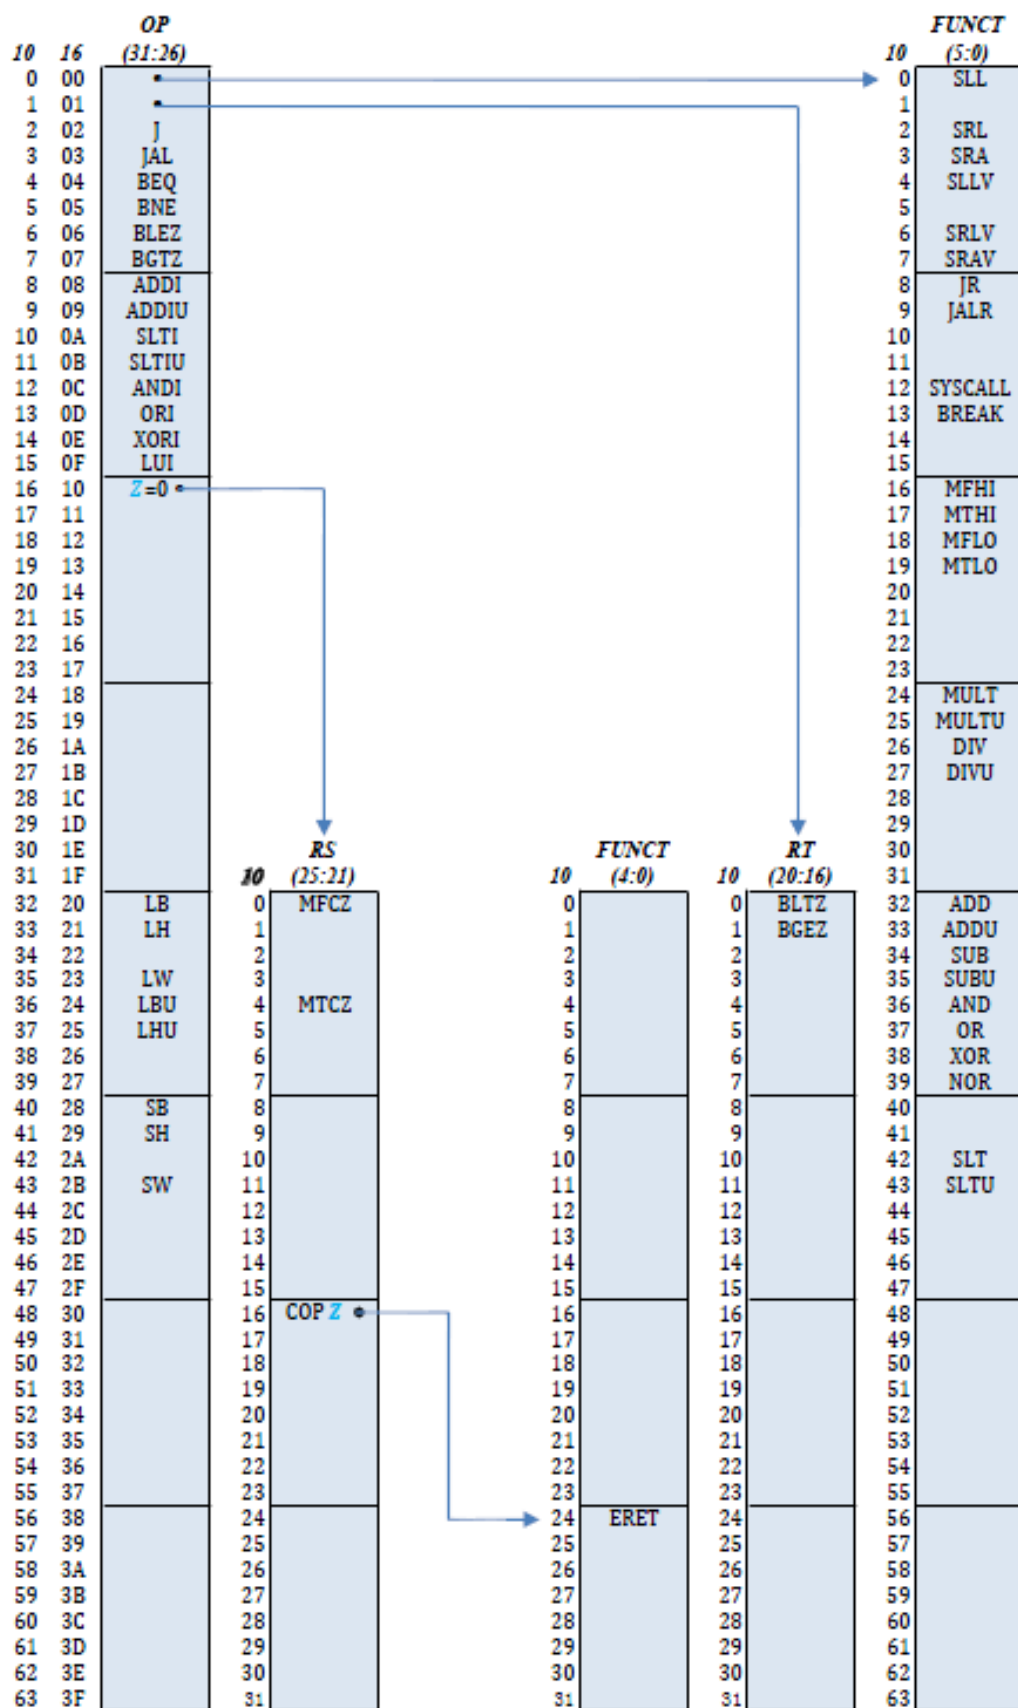 OP FUNCT
10 16 (31:26) 10 (5:0)
0 00 0 SLL
1 01 1
2 02 J 2 SRL
3 03 JAL 3 SRA
4 04 BEQ 4 SLLV
5 05 BNE 5
6 06 BLEZ 6 SRLV
7 07 BGTZ 7 SRAV
8 08 ADDI 8 JR
9 09 ADDIU 9 JALR
10 0A SLTI 10
11 0B SLTIU 11
12 0C ANDI 12 SYSCALL
13 0D ORI 13 BREAK
14 0E XORI 14
15 0F LUI 15
16 10 Z=0 16 MFHI
17 11 17 MTHI
18 12 18 MFLO
19 13 19 MTLO
20 14 20
21 15 21
22 16 22
23 17 23
24 18 24 MULT
25 19 25 MULTU
26 1A 26 DIV
27 1B 27 DIVU
28 1C 28
29 1D 29
30 1E RS FUNCT RT 30
31 1F 10 (25:21) 10 (4:0) 10 (20:16) 31
32 20 LB 0 MFCZ 0 0 BLTZ 32 ADD
33 21 LH 1 1 1 BGEZ 33 ADDU
34 22 2 2 2 34 SUB
35 23 LW 3 3 3 35 SUBU
36 24 LBU 4 MTCZ 4 4 36 AND
37 25 LHU 5 5 5 37 OR
38 26 6 6 6 38 XOR
39 27 7 7 7 39 NOR
40 28 SB 8 8 8 40
41 29 SH 9 9 9 41
42 2A 10 10 10 42 SLT
43 2B SW 11 11 11 43 SLTU
44 2C 12 12 12 44
45 2D 13 13 13 45
46 2E 14 14 14 46
47 2F 15 15 15 47
48 30 16 COP Z 16 16 48
49 31 17 17 17 49
50 32 18 18 18 50
51 33 19 19 19 51
52 34 20 20 20 52
53 35 21 21 21 53
54 36 22 22 22 54
55 37 23 23 23 55
56 38 24 24 ERET 24 56
57 39 25 25 25 57
58 3A 26 26 26 58
59 3B 27 27 27 59
60 3C 28 28 28 60
61 3D 29 29 29 61
62 3E 30 30 30 62
63 3F 31 31 31 63